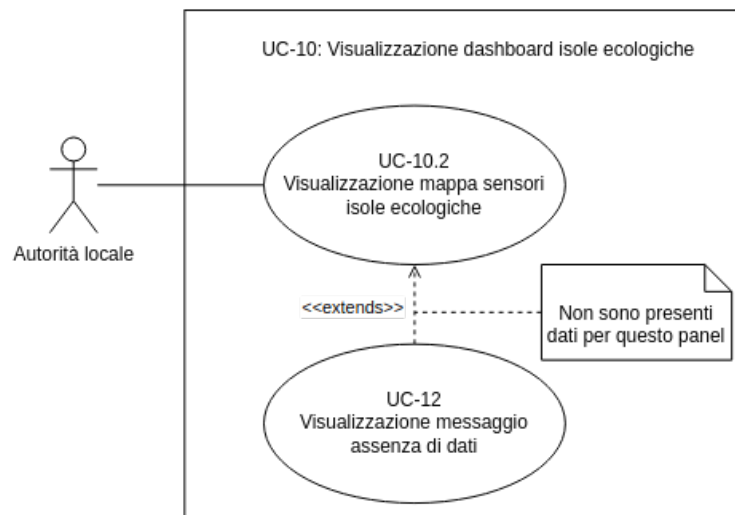 UC-10: Visualizzazione dashboard isole ecologiche
UC-10.2
Visualizzazione mappa sensori
isole ecologiche
Autorità locale
<<extends>>
Non sono presenti
dati per questo panel
UC-12
Visualizzazione messaggio
assenza di dati